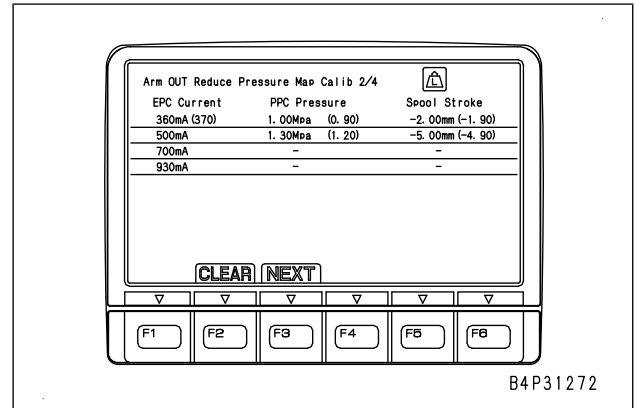 Arm OUT Reduce Pressure Map Calib 2/4
EPC Current PPC Pressure Spool Stroke
360mA (370) 1.00Mpa (0.90) -2.00mm (-1.90)
500mA 1.30Mpa (1.20) -5.00mm (-4.90)
700mA - -
930mA - -
CLEAR NEXT
F1 F2 F3 F4 F5 F6
B4P31272